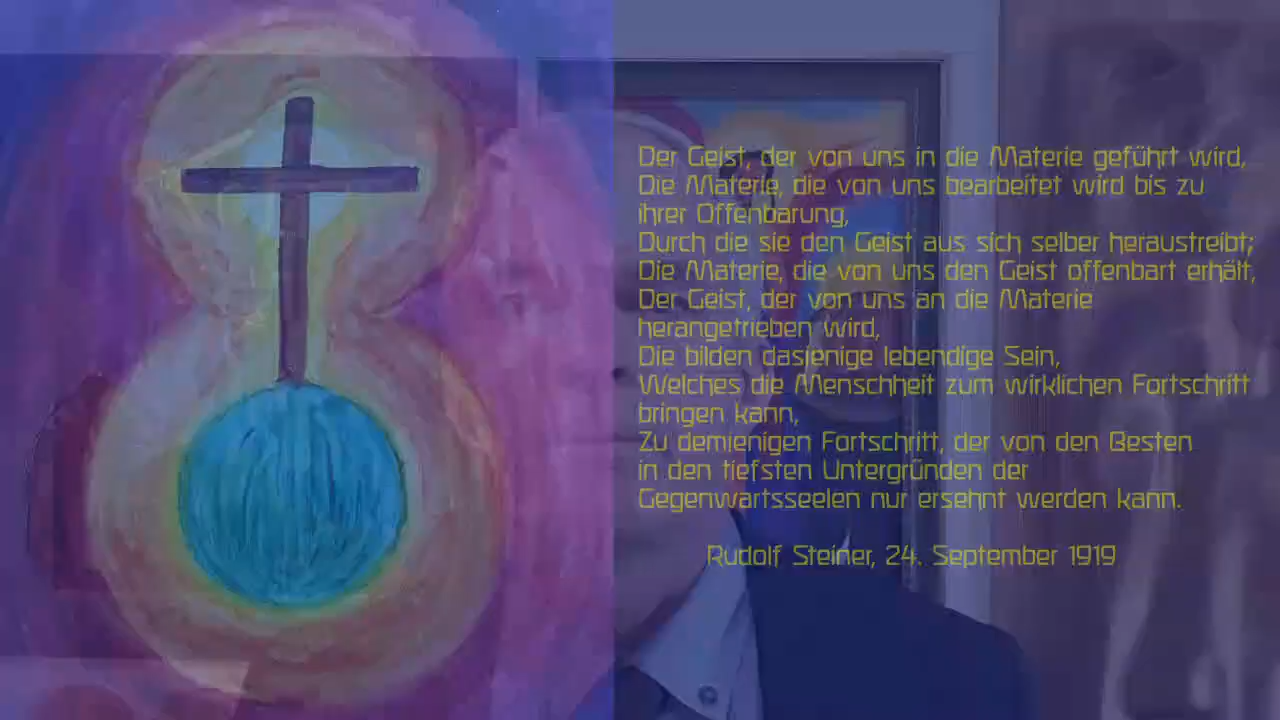 Der Geist, der von uns in die Materie geführt wird,
Die Materie, die von uns bearbeitet wird bis zu
ihrer Offenbarung,
Durch die sie den Geist aus sich selber heraustreibt;
Die Materie, die von uns den Geist offenbart erhält,
Der Geist, der von uns an die Materie
herangetrieben wird,
Die bilden dasjenige lebendige Sein,
Welches die Menschheit zum wirklichen Fortschritt
bringen kann,
Zu demjenigen Fortschritt, der von den Besten
in den tiefsten Untergründen der
Gegenwartsseelen nur ersehnt werden kann.
Rudolf Steiner, 24. September 1919